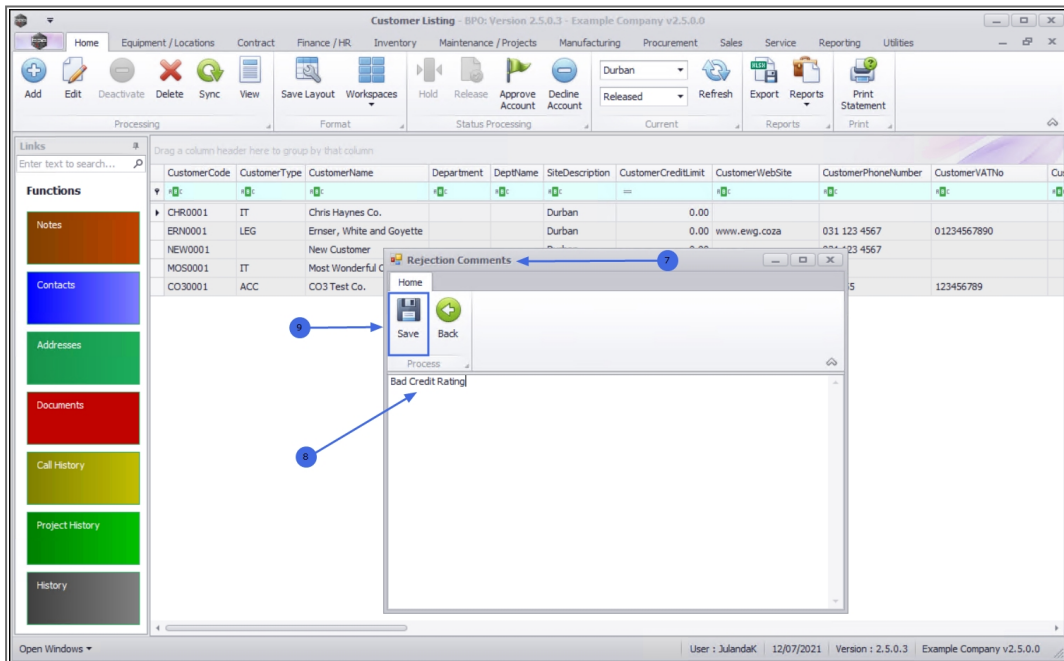 Customer Listing - BPO: Version 2.5.0.3 - Example Company v2.5.0.0
Home Equipment / Locations Contract Finance / HR Inventory Maintenance / Projects Manufacturing Procurement Sales Service Reporting Utilities
Add Edit Deactivate Delete Sync View Save Layout Workspaces Hold Release Approve Account Decline Account Durban Released Refresh Export Reports Print Statement
Processing Format Status Processing Current Reports Print
Links
Enter text to search...
Functions
Notes
Contacts
Addresses
Documents
Call History
Project History
History
Drag a column header here to group by that column
CustomerCode CustomerType CustomerName Department DeptName SiteDescription CustomerCreditLimit CustomerWebSite CustomerPhoneNumber CustomerVATNo
CHR0001 IT Chris Haynes Co. Durban 0.00
ERN0001 LEG Ernser, White and Goyette Durban 0.00 www.ewg.coza 031 123 4567 01234567890
NEW0001 New Customer
MOS0001 IT Most Wonderful
CO30001 ACC CO3 Test Co. 123456789
Rejection Comments 7
Home
Save Back
9
Process
Bad Credit Rating
8
Open Windows User : JulandaK 12/07/2021 Version : 2.5.0.3 Example Company v2.5.0.0